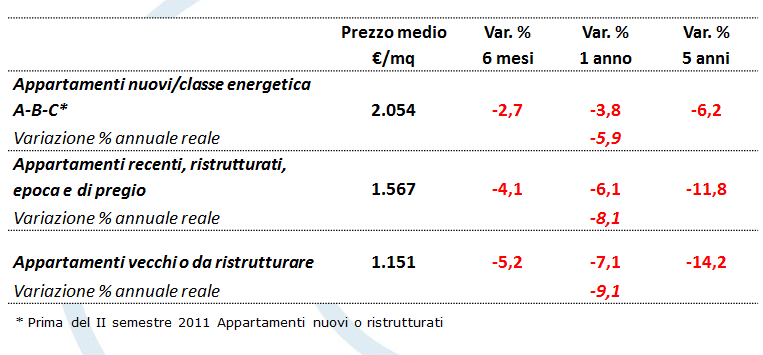 Prezzo medio Var. % Var. % Var. %
€/mq 6 mesi 1 anno 5 anni
Appartamenti nuovi/classe energetica
A-B-C* 2.054 -2,7 -3,8 -6,2
Variazione % annuale reale -5,9
Appartamenti recenti, ristrutturati,
epoca e di pregio 1.567 -4,1 -6,1 -11,8
Variazione % annuale reale -8,1
Appartamenti vecchi o da ristrutturare 1.151 -5,2 -7,1 -14,2
Variazione % annuale reale -9,1
* Prima del II semestre 2011 Appartamenti nuovi o ristrutturati